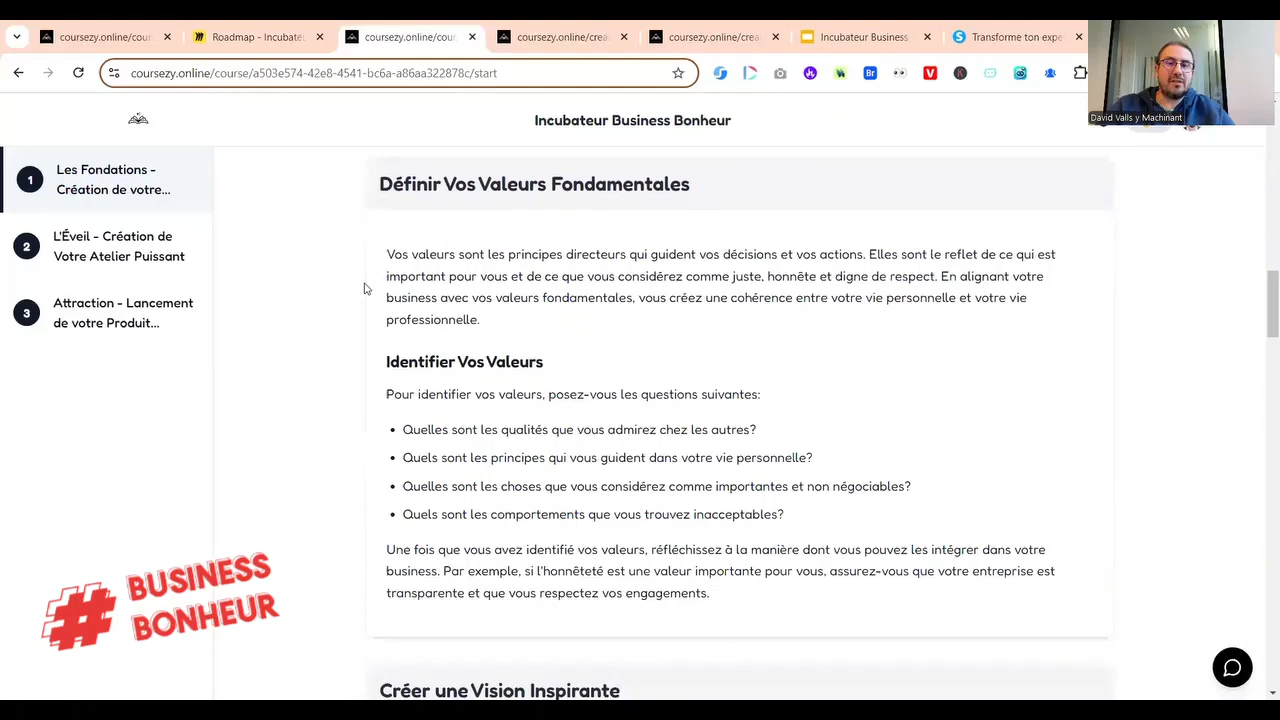 coursezy.online/cour
Roadmap - Incubate
coursezy.online/cour
coursezy.online/crea
coursezy.online/crea
Incubateur Business
Transforme ton expe
coursezy.online/course/a503e574-42e8-4541-bc6a-a86aa322878c/start
David Valls y Machinant
Incubateur Business Bonheur
1
Les Fondations -
Création de votre...
2
L'Éveil - Création de
Votre Atelier Puissant
3
Attraction - Lancement
de votre Produit...
Définir Vos Valeurs Fondamentales
Vos valeurs sont les principes directeurs qui guident vos décisions et vos actions. Elles sont le reflet de ce qui est
important pour vous et de ce que vous considérez comme juste, honnête et digne de respect. En alignant votre
business avec vos valeurs fondamentales, vous créez une cohérence entre votre vie personnelle et votre vie
professionnelle.
Identifier Vos Valeurs
Pour identifier vos valeurs, posez-vous les questions suivantes:
• Quelles sont les qualités que vous admirez chez les autres?
• Quels sont les principes qui vous guident dans votre vie personnelle?
• Quelles sont les choses que vous considérez comme importantes et non négociables?
• Quels sont les comportements que vous trouvez inacceptables?
Une fois que vous avez identifié vos valeurs, réfléchissez à la manière dont vous pouvez les intégrer dans votre
business. Par exemple, si l'honnêteté est une valeur importante pour vous, assurez-vous que votre entreprise est
transparente et que vous respectez vos engagements.
# BUSINESS
BONHEUR
Créer une Vision Inspirante